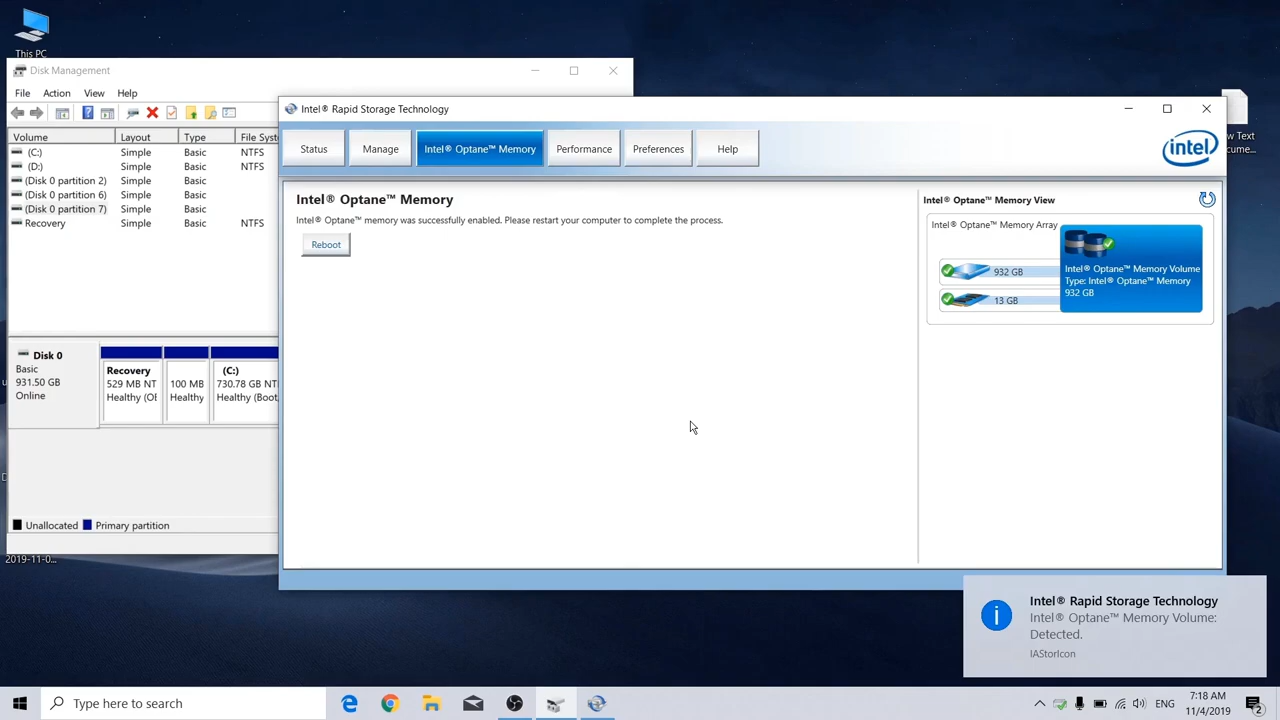 This PC
Disk Management
File Action View Help
Volume Layout Type File Sys
(C:) Simple Basic NTFS
(D:) Simple Basic NTFS
(Disk 0 partition 2) Simple Basic
(Disk 0 partition 6) Simple Basic
(Disk 0 partition 7) Simple Basic
Recovery Simple Basic NTFS
Disk 0
Basic
931.50 GB
Online
Recovery
529 MB NT
Healthy (OE
100 MB
Healthy
(C:)
730.78 GB NT
Healthy (Boot
Unallocated Primary partition
2019-11-0...
Intel® Rapid Storage Technology
Status Manage Intel® Optane™ Memory Performance Preferences Help
intel
Intel® Optane™ Memory
Intel® Optane™ memory was successfully enabled. Please restart your computer to complete the process.
Reboot
Intel® Optane™ Memory View
Intel® Optane™ Memory Array
932 GB
13 GB
Intel® Optane™ Memory Volume
Type: Intel® Optane™ Memory
932 GB
w Text
cume...
Intel® Rapid Storage Technology
Intel® Optane™ Memory Volume:
Detected.
IAStorIcon
Type here to search
ENG
7:18 AM
11/4/2019
2